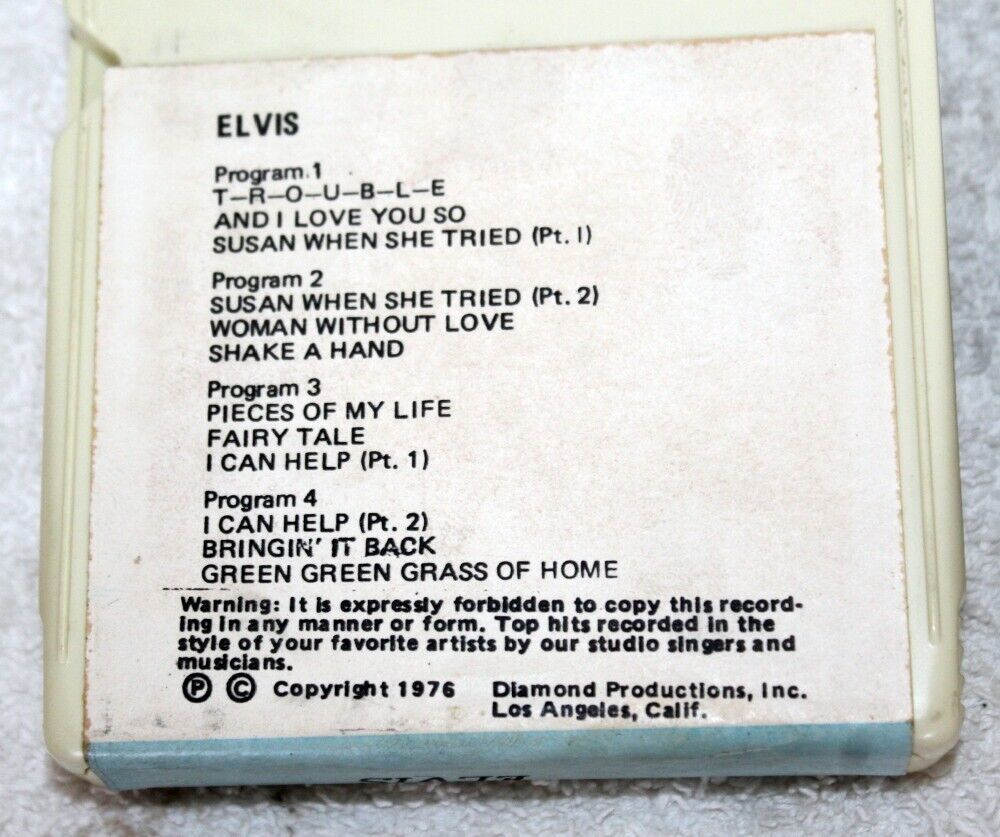 ELVIS
Program.1
T–R–O–U–B–L–E
AND I LOVE YOU SO
SUSAN WHEN SHE TRIED (Pt. I)
Program 2
SUSAN WHEN SHE TRIED (Pt. 2)
WOMAN WITHOUT LOVE
SHAKE A HAND
Program 3
PIECES OF MY LIFE
FAIRY TALE
I CAN HELP (Pt. 1)
Program 4
I CAN HELP (Pt. 2)
BRINGIN' IT BACK
GREEN GREEN GRASS OF HOME
Warning: It is expressly forbidden to copy this record-
ing in any manner or form. Top hits recorded in the
style of your favorite artists by our studio singers and
musicians.
Ⓟ © Copyright 1976 Diamond Productions, Inc.
Los Angeles, Calif.
ELVIS